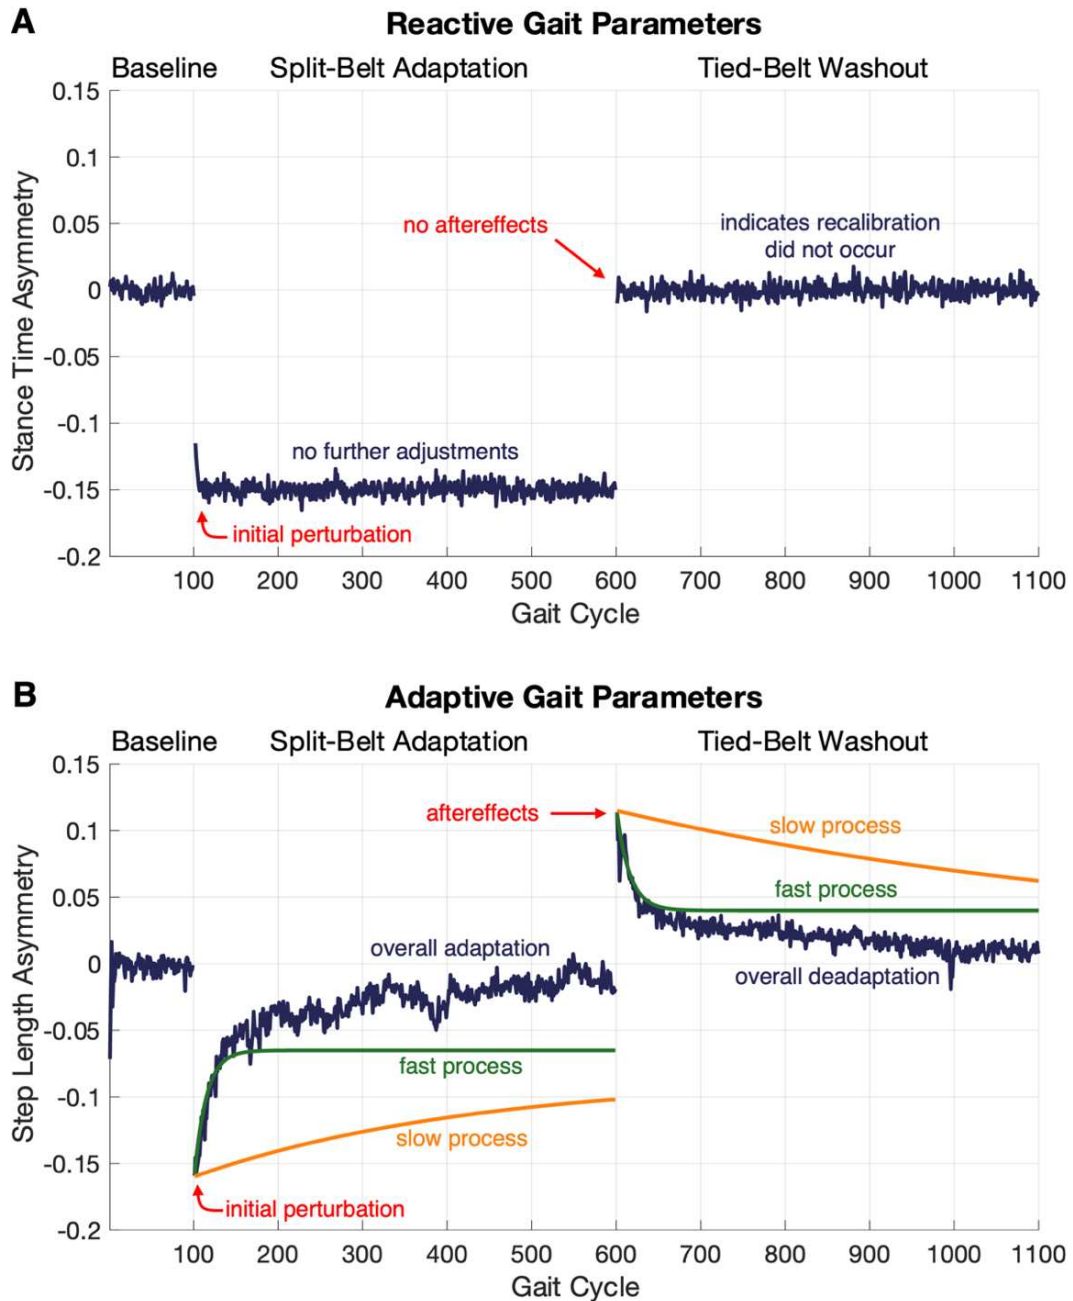 A
Reactive Gait Parameters
Baseline
Split-Belt Adaptation
Tied-Belt Washout
0.15
0.1
0.05
0
-0.05
-0.1
-0.15
-0.2
Stance Time Asymmetry
no aftereffects
indicates recalibration
did not occur
no further adjustments
initial perturbation
100 200 300 400 500 600 700 800 900 1000 1100
Gait Cycle
B
Adaptive Gait Parameters
Baseline
Split-Belt Adaptation
Tied-Belt Washout
0.15
0.1
0.05
0
-0.05
-0.1
-0.15
-0.2
Step Length Asymmetry
aftereffects
slow process
fast process
overall adaptation
overall deadaptation
fast process
slow process
initial perturbation
100 200 300 400 500 600 700 800 900 1000 1100
Gait Cycle